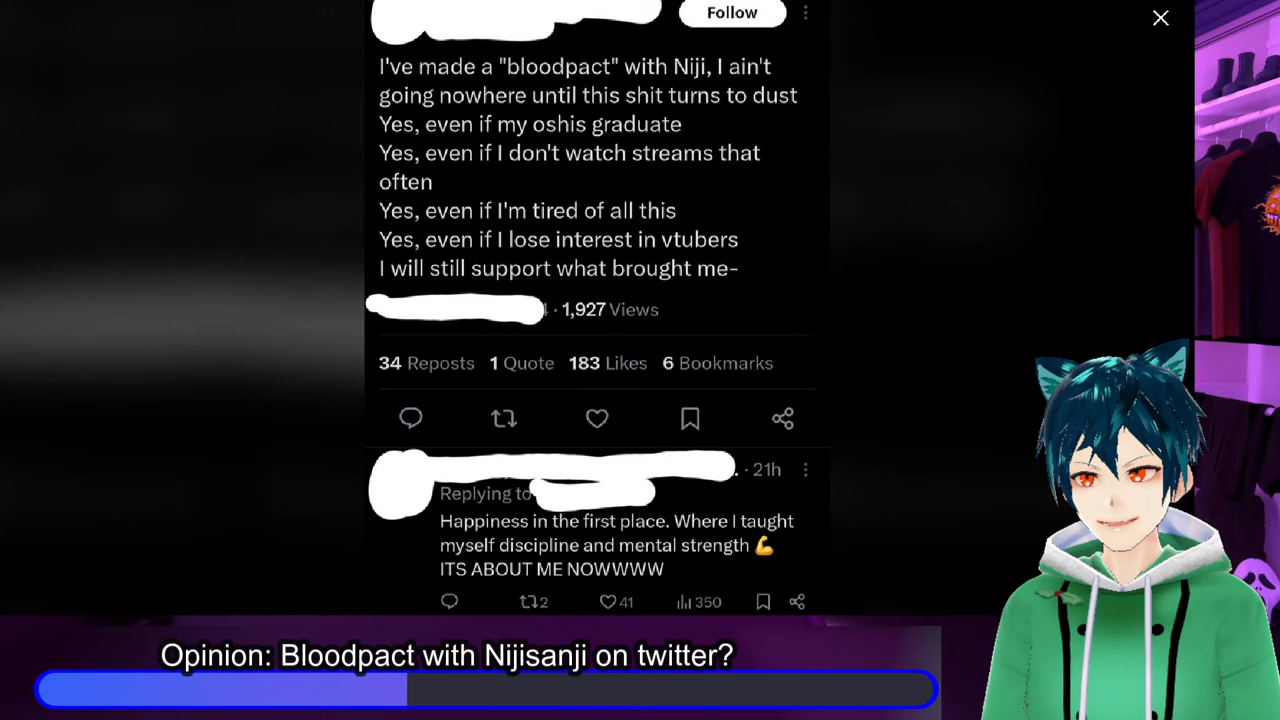 Follow
I've made a "bloodpact" with Niji, I ain't
going nowhere until this shit turns to dust
Yes, even if my oshis graduate
Yes, even if I don't watch streams that
often
Yes, even if I'm tired of all this
Yes, even if I lose interest in vtubers
I will still support what brought me-
· 1,927 Views
34 Reposts 1 Quote 183 Likes 6 Bookmarks
. · 21h
Replying to
Happiness in the first place. Where I taught
myself discipline and mental strength 💪
ITS ABOUT ME NOWWWW
2 41 350
Opinion: Bloodpact with Nijisanji on twitter?